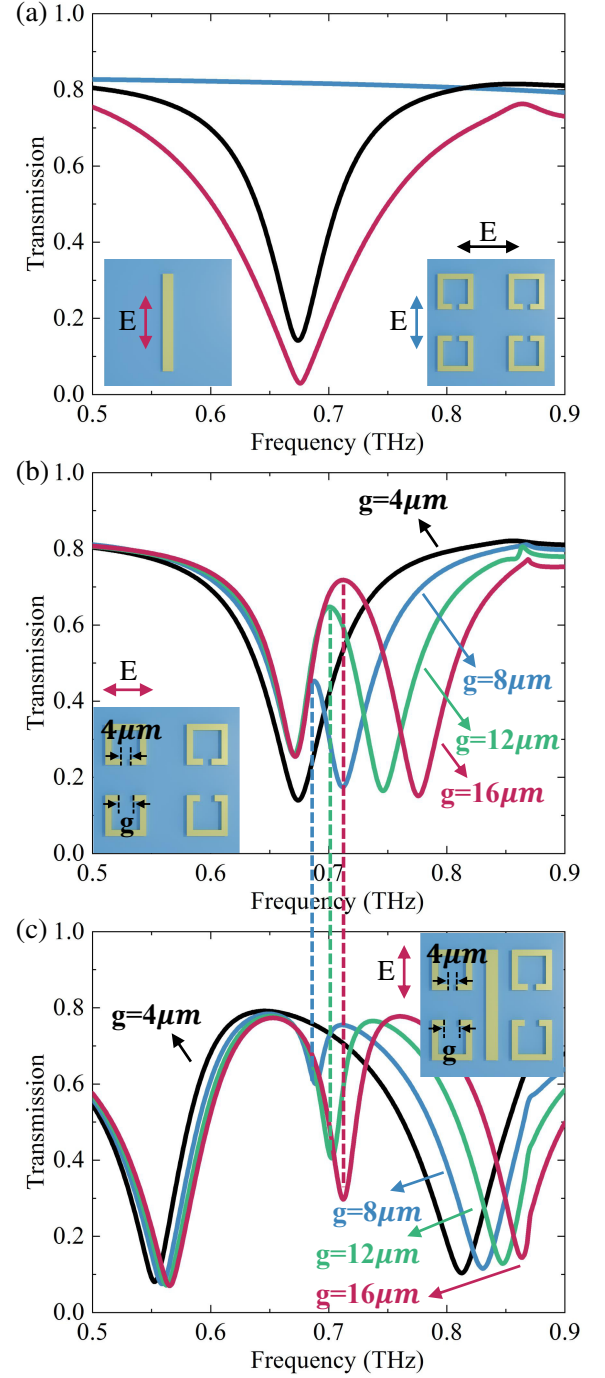 (a)
1.0
0.8
0.6
0.4
0.2
0.0
Transmission
E
E
E
0.5 0.6 0.7 0.8 0.9
Frequency (THz)
(b)
1.0
0.8
0.6
0.4
0.2
0.0
Transmission
g=4μm
g=8μm
g=12μm
g=16μm
E
4μm
g
0.5 0.6 0.7 0.8 0.9
Frequency (THz)
(c)
1.0
0.8
0.6
0.4
0.2
0.0
Transmission
E
4μm
g
g=4μm
g=8μm
g=12μm
g=16μm
0.5 0.6 0.7 0.8 0.9
Frequency (THz)